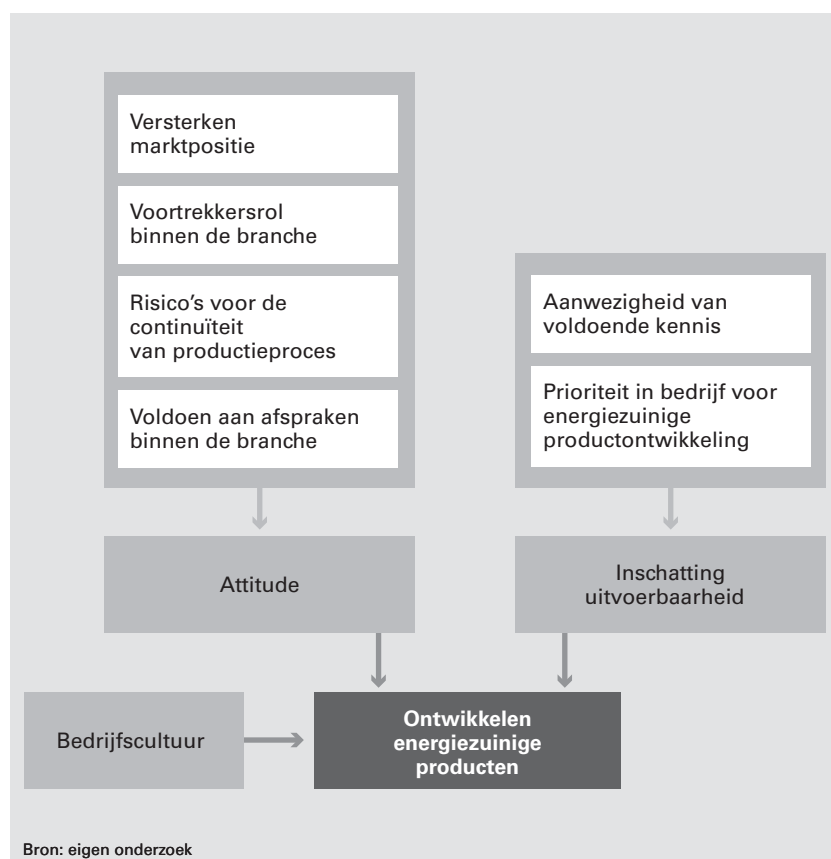 Versterken
marktpositie
Voortrekkersrol
binnen de branche
Risico's voor de
continuïteit
van productieproces
Voldoen aan afspraken
binnen de branche
Aanwezigheid van
voldoende kennis
Prioriteit in bedrijf voor
energiezuinige
productontwikkeling
Attitude
Inschatting
uitvoerbaarheid
Bedrijfscultuur
Ontwikkelen
energiezuinige
producten
Bron: eigen onderzoek